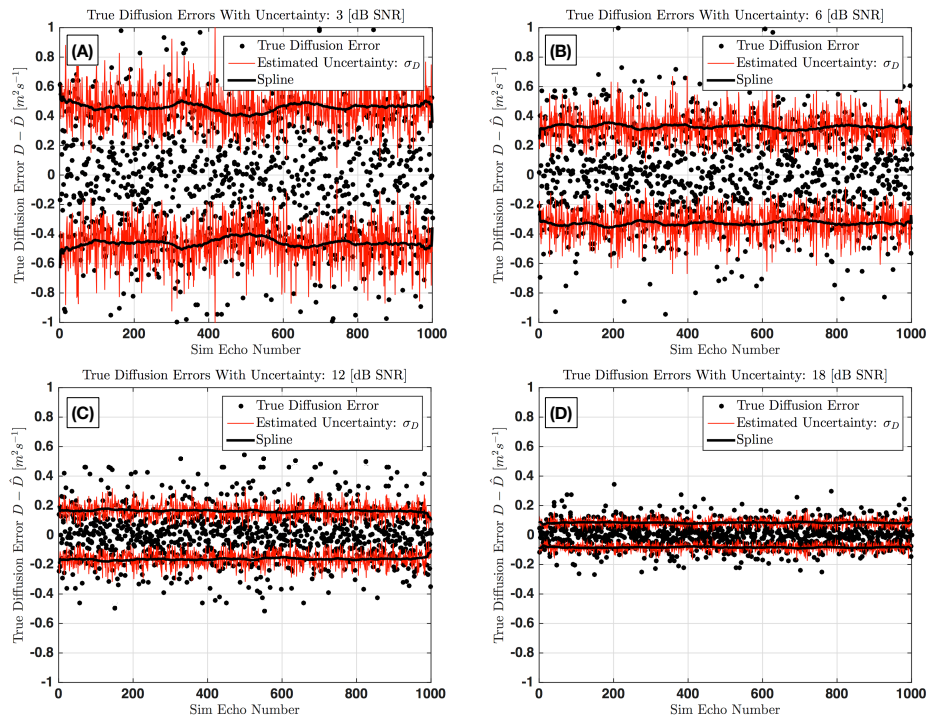 True Diffusion Errors With Uncertainty: 3 [dB SNR]
(A)
True Diffusion Error
Estimated Uncertainty: σ_D
Spline
True Diffusion Error D − D̂ [m²s⁻¹]
1
0.8
0.6
0.4
0.2
0
-0.2
-0.4
-0.6
-0.8
-1
0 200 400 600 800 1000
Sim Echo Number
True Diffusion Errors With Uncertainty: 6 [dB SNR]
(B)
True Diffusion Error
Estimated Uncertainty: σ_D
Spline
True Diffusion Error D − D̂ [m²s⁻¹]
1
0.8
0.6
0.4
0.2
0
-0.2
-0.4
-0.6
-0.8
-1
0 200 400 600 800 1000
Sim Echo Number
True Diffusion Errors With Uncertainty: 12 [dB SNR]
(C)
True Diffusion Error
Estimated Uncertainty: σ_D
Spline
True Diffusion Error D − D̂ [m²s⁻¹]
1
0.8
0.6
0.4
0.2
0
-0.2
-0.4
-0.6
-0.8
-1
0 200 400 600 800 1000
Sim Echo Number
True Diffusion Errors With Uncertainty: 18 [dB SNR]
(D)
True Diffusion Error
Estimated Uncertainty: σ_D
Spline
True Diffusion Error D − D̂ [m²s⁻¹]
1
0.8
0.6
0.4
0.2
0
-0.2
-0.4
-0.6
-0.8
-1
0 200 400 600 800 1000
Sim Echo Number